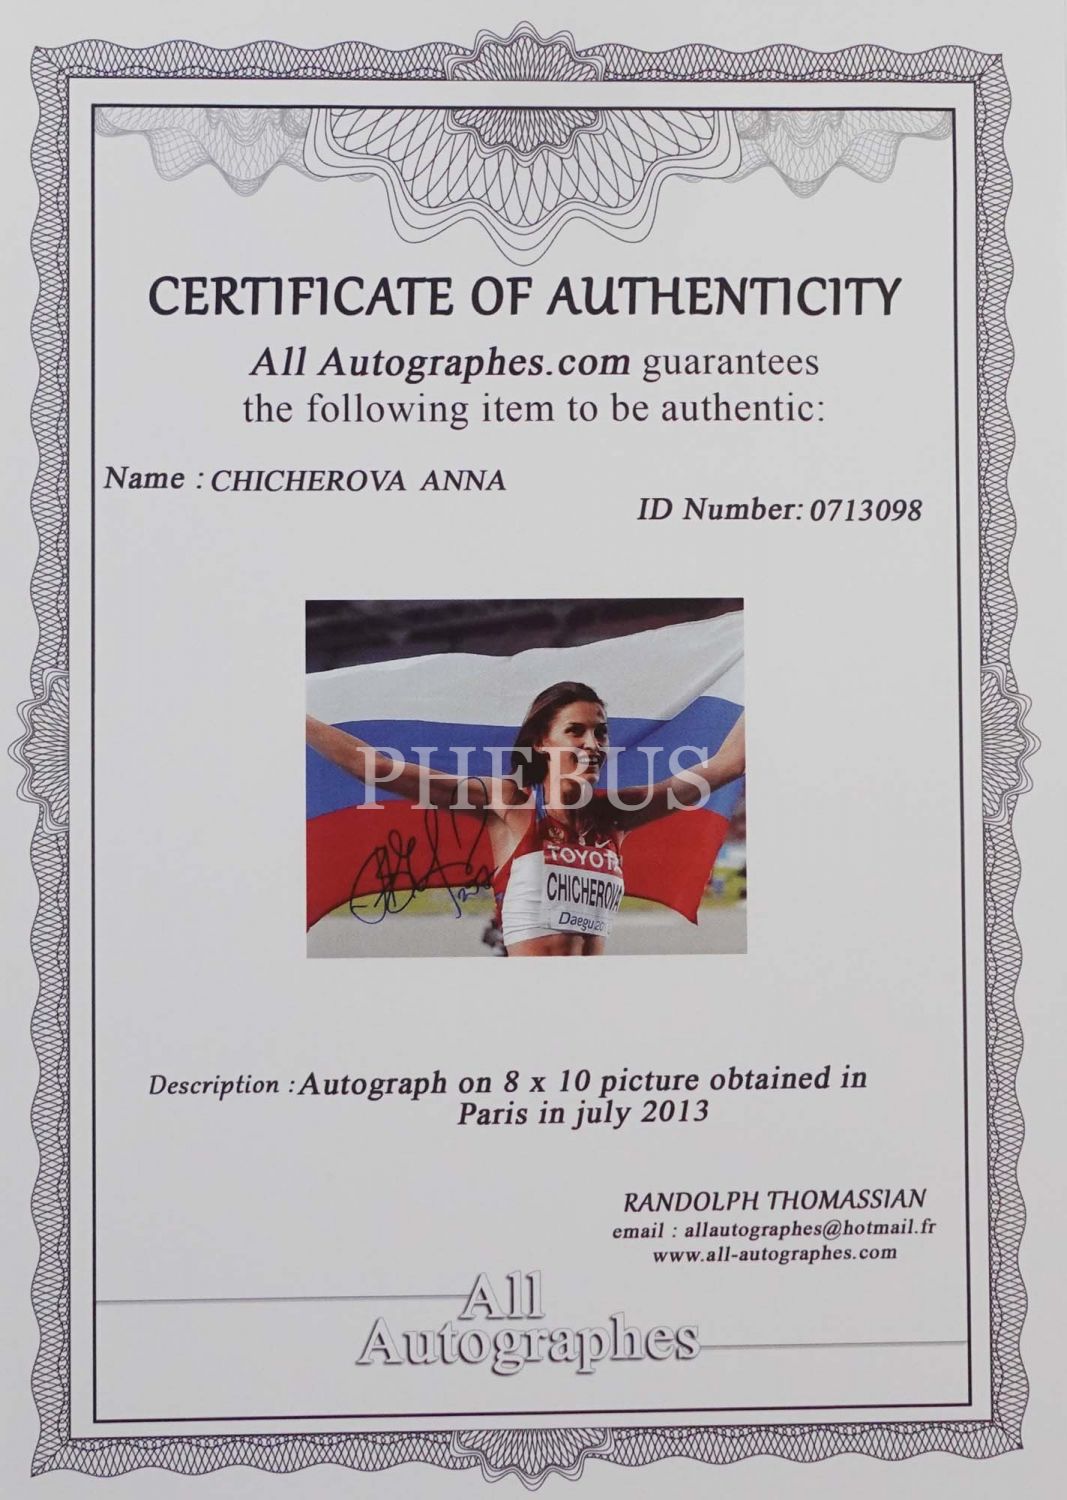 CERTIFICATE OF AUTHENTICITY
All Autographes.com guarantees
the following item to be authentic:
Name : CHICHEROVA ANNA
ID Number: 0713098
PHEBUS
TOYOTA
CHICHEROVA
Daegu 20
Description : Autograph on 8 x 10 picture obtained in
Paris in july 2013
RANDOLPH THOMASSIAN
email : allautographes@hotmail.fr
www.all-autographes.com
All
Autographes